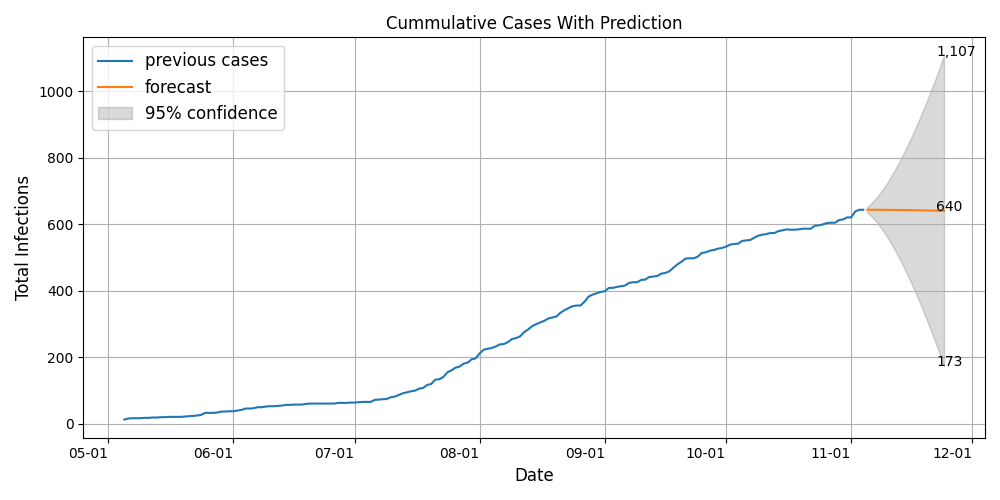 Cummulative Cases With Prediction
previous cases
forecast
95% confidence
1,107
640
173
Total Infections
1000
800
600
400
200
0
05-01 06-01 07-01 08-01 09-01 10-01 11-01 12-01
Date